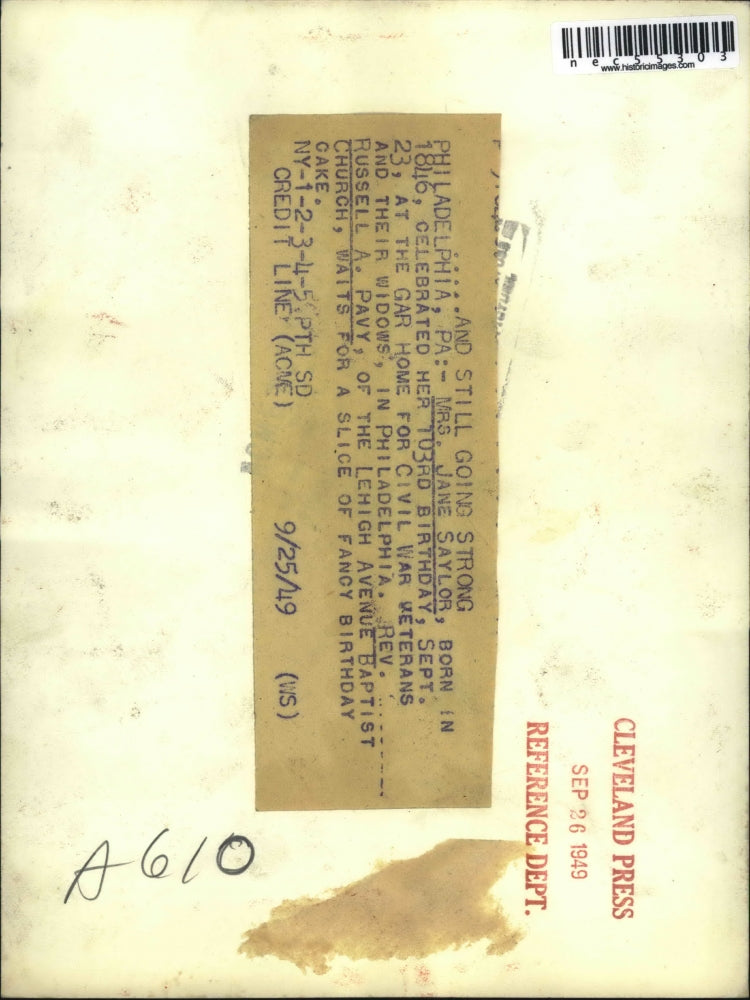 nec55303
www.historicimages.com
....AND STILL GOING STRONG
PHILADELPHIA, PA:- MRS. JANE SAYLOR, BORN IN
1846, CELEBRATED HER 103RD BIRTHDAY, SEPT.
23, AT THE GAR HOME FOR CIVIL WAR VETERANS
AND THEIR WIDOWS, IN PHILADELPHIA. REV.
RUSSELL A. PAVY, OF THE LEHIGH AVENUE BAPTIST
CHURCH, WAITS FOR A SLICE OF FANCY BIRTHDAY
CAKE.
NY-1-2-3-4-5 PTH SD
CREDIT LINE (ACME) 9/25/49 (WS)
CLEVELAND PRESS
SEP 26 1949
REFERENCE DEPT.
A610